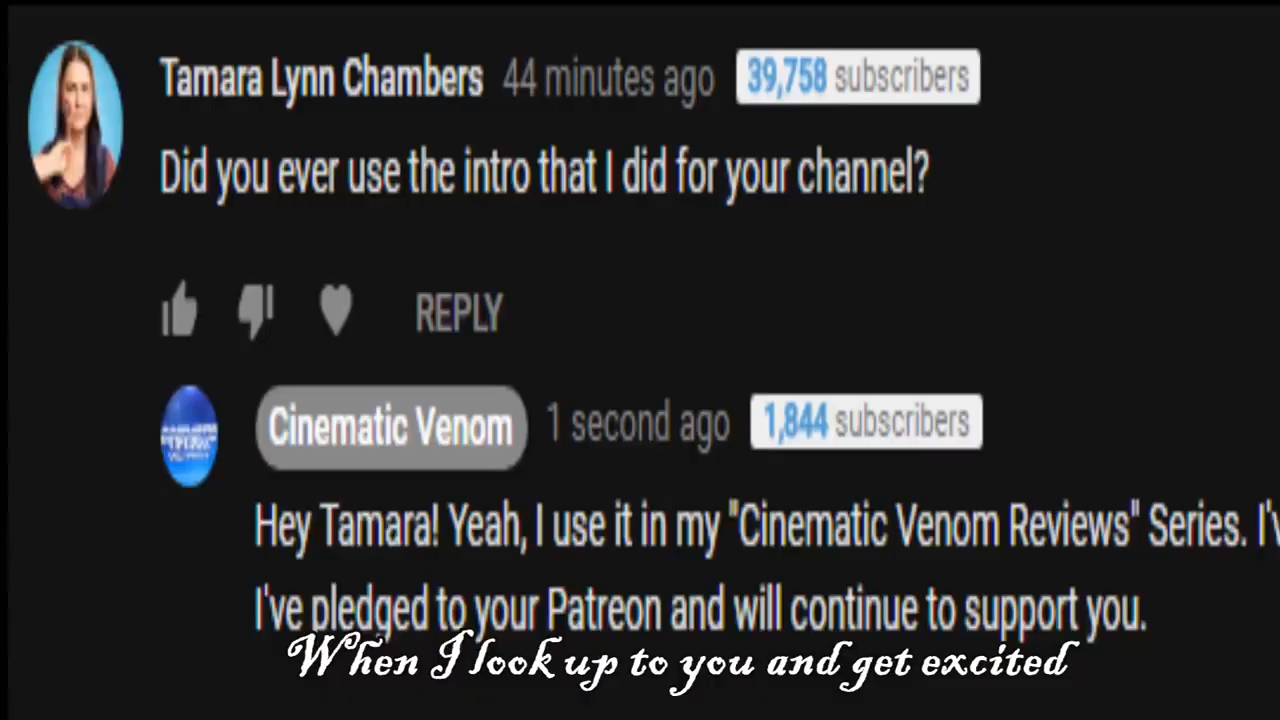 Tamara Lynn Chambers 44 minutes ago 39,758 subscribers
Did you ever use the intro that I did for your channel?
REPLY
Cinematic Venom 1 second ago 1,844 subscribers
Hey Tamara! Yeah, I use it in my "Cinematic Venom Reviews" Series.
I've pledged to your Patreon and will continue to support you.
When I look up to you and get excited